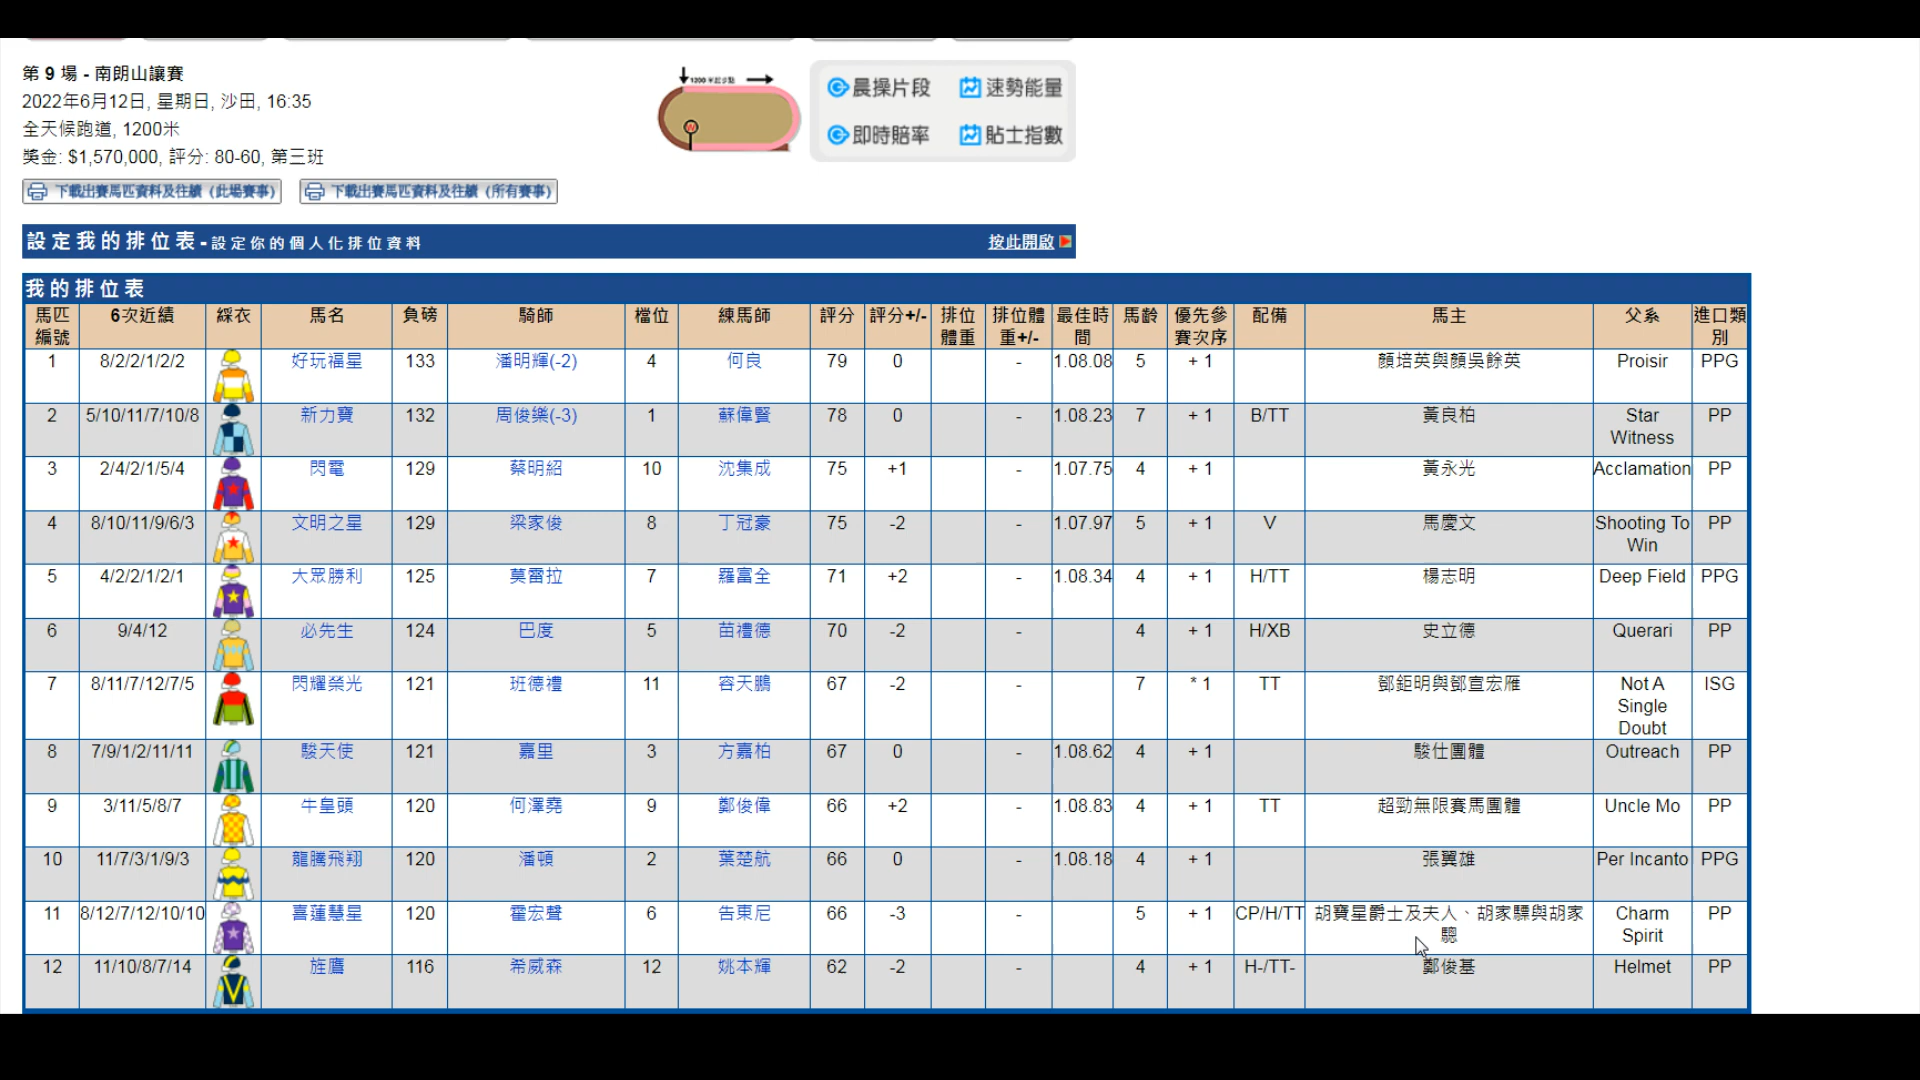 第 9 場 - 南朗山讓賽
2022年6月12日, 星期日, 沙田, 16:35
全天候跑道, 1200米
獎金: $1,570,000, 評分: 80-60, 第三班
1200 米起步點
晨操片段 速勢能量
即時賠率 貼士指數
下載出賽馬匹資料及往績 (此場賽事) 下載出賽馬匹資料及往績 (所有賽事)
設定我的排位表 - 設定你的個人化排位資料 按此開啟
我的排位表
馬匹編號 6次近績 綵衣 馬名 負磅 騎師 檔位 練馬師 評分 評分+/- 排位體重 排位體重+/- 最佳時間 馬齡 優先參賽次序 配備 馬主 父系 進口類別
1 8/2/2/1/2/2 好玩福星 133 潘明輝(-2) 4 何良 79 0 - 1.08.08 5 + 1 顏培英與顏吳餘英 Proisir PPG
2 5/10/11/7/10/8 新力寶 132 周俊樂(-3) 1 蘇偉賢 78 0 - 1.08.23 7 + 1 B/TT 黃良柏 Star Witness PP
3 2/4/2/1/5/4 閃電 129 蔡明紹 10 沈集成 75 +1 - 1.07.75 4 + 1 黃永光 Acclamation PP
4 8/10/11/9/6/3 文明之星 129 梁家俊 8 丁冠豪 75 -2 - 1.07.97 5 + 1 V 馬慶文 Shooting To Win PP
5 4/2/2/1/2/1 大眾勝利 125 莫雷拉 7 羅富全 71 +2 - 1.08.34 4 + 1 H/TT 楊志明 Deep Field PPG
6 9/4/12 必先生 124 巴度 5 苗禮德 70 -2 - 4 + 1 H/XB 史立德 Querari PP
7 8/11/7/12/7/5 閃耀榮光 121 班德禮 11 容天鵬 67 -2 - 7 * 1 TT 鄧鉅明與鄧宣宏雁 Not A Single Doubt ISG
8 7/9/1/2/11/11 駿天使 121 嘉里 3 方嘉柏 67 0 - 1.08.62 4 + 1 駿仕團體 Outreach PP
9 3/11/5/8/7 牛皇頭 120 何澤堯 9 鄭俊偉 66 +2 - 1.08.83 4 + 1 TT 超勁無限賽馬團體 Uncle Mo PP
10 11/7/3/1/9/3 龍騰飛翔 120 潘頓 2 葉楚航 66 0 - 1.08.18 4 + 1 張翼雄 Per Incanto PPG
11 8/12/7/12/10/10 喜蓮慧星 120 霍宏聲 6 告東尼 66 -3 - 5 + 1 CP/H/TT 胡寶星爵士及夫人、胡家驃與胡家驄 Charm Spirit PP
12 11/10/8/7/14 旌鷹 116 希威森 12 姚本輝 62 -2 - 4 + 1 H-/TT- 鄭俊基 Helmet PP